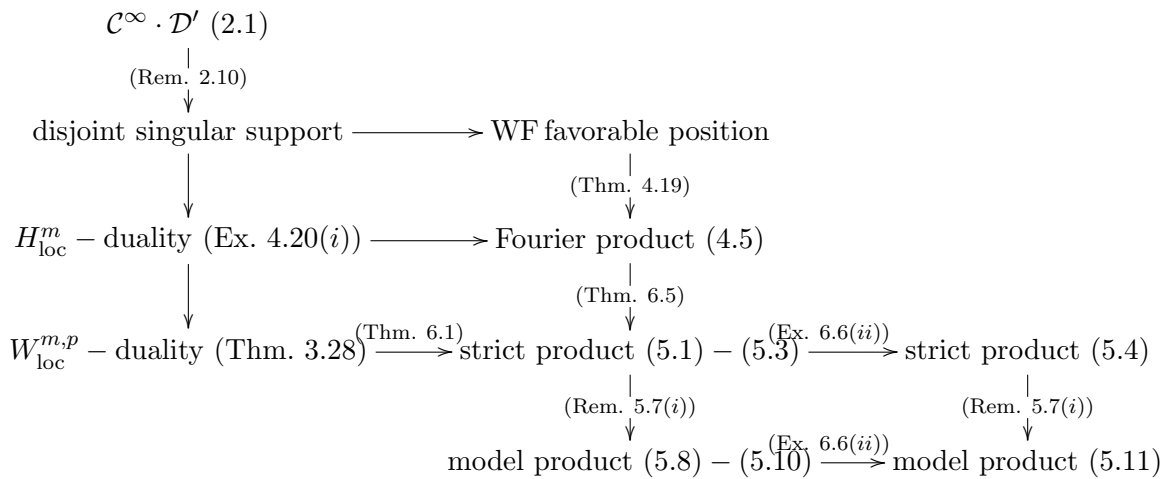 𝒞^∞ · 𝒟′ (2.1)
(Rem. 2.10)
disjoint singular support WF favorable position
(Thm. 4.19)
H^m_loc − duality (Ex. 4.20(i)) Fourier product (4.5)
(Thm. 6.5)
W^{m,p}_loc − duality (Thm. 3.28) (Thm. 6.1) strict product (5.1) − (5.3) (Ex. 6.6(ii)) strict product (5.4)
(Rem. 5.7(i)) (Rem. 5.7(i))
model product (5.8) − (5.10) (Ex. 6.6(ii)) model product (5.11)